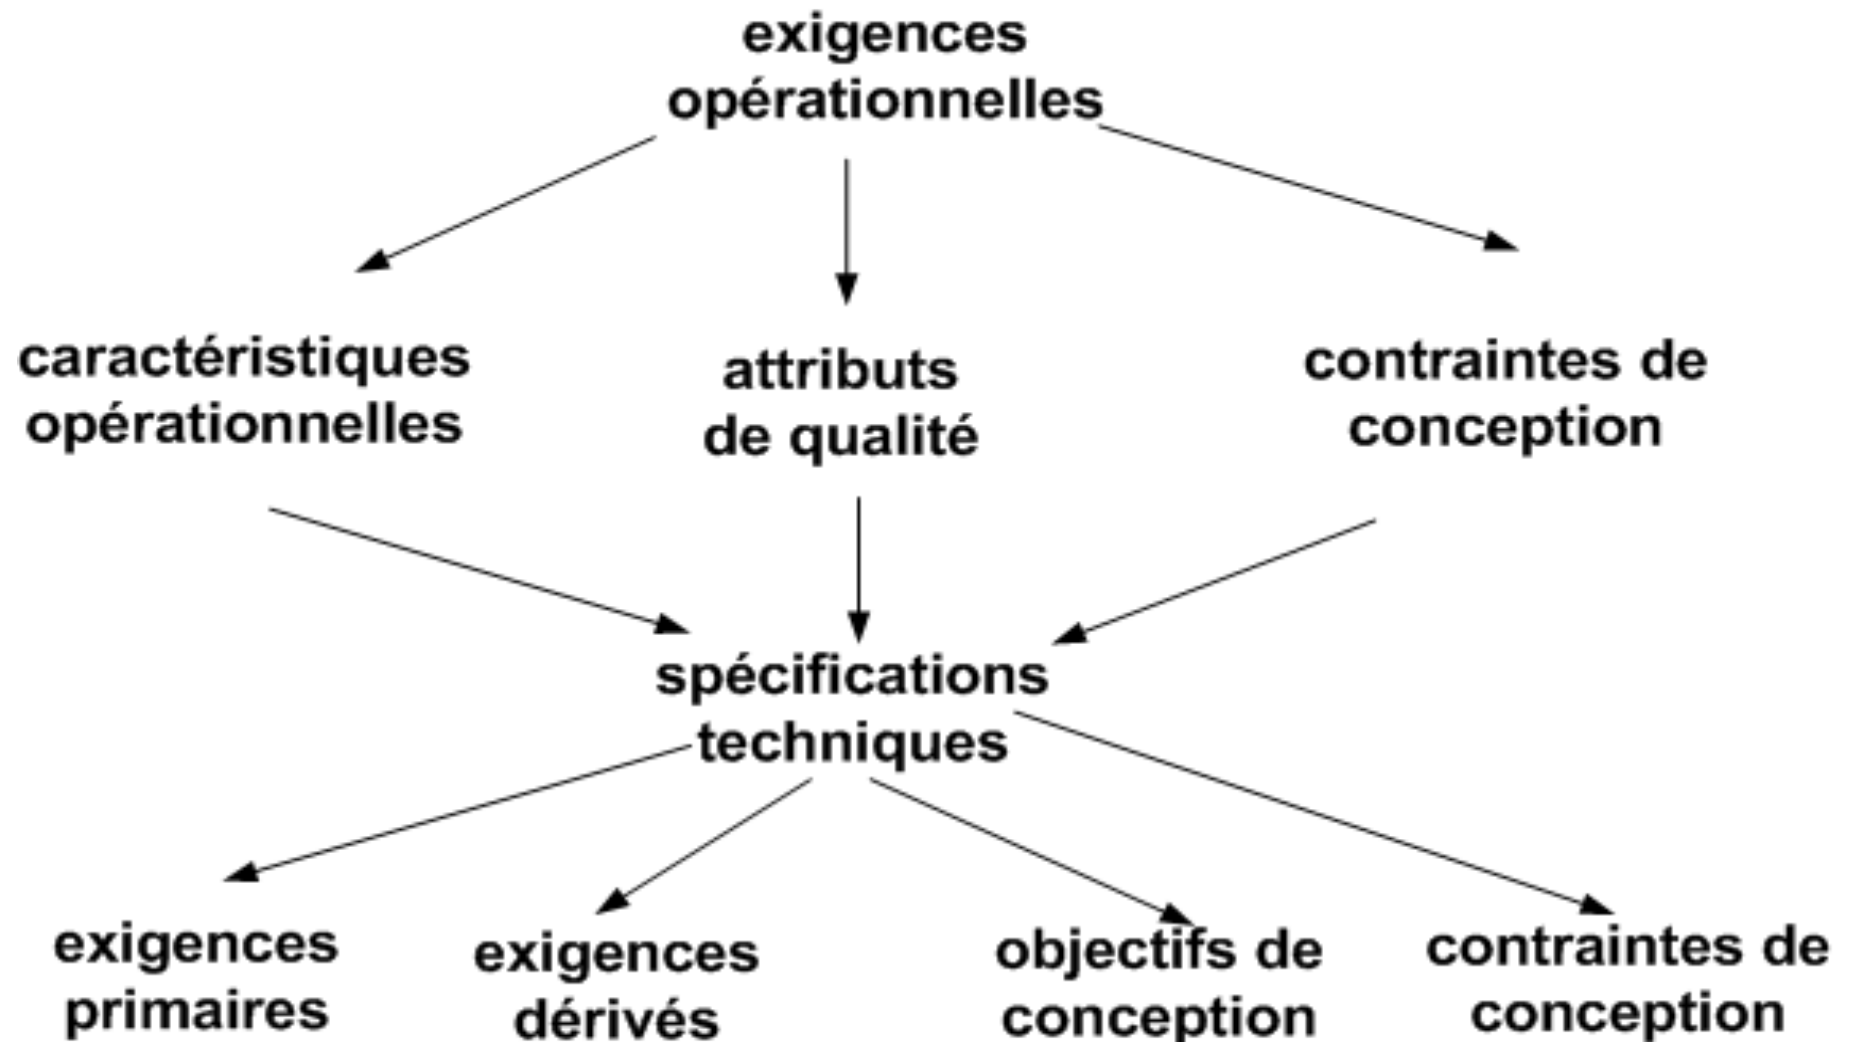 exigences
opérationnelles
caractéristiques
opérationnelles
attributs
de qualité
contraintes de
conception
spécifications
techniques
exigences
primaires
exigences
dérivés
objectifs de
conception
contraintes de
conception